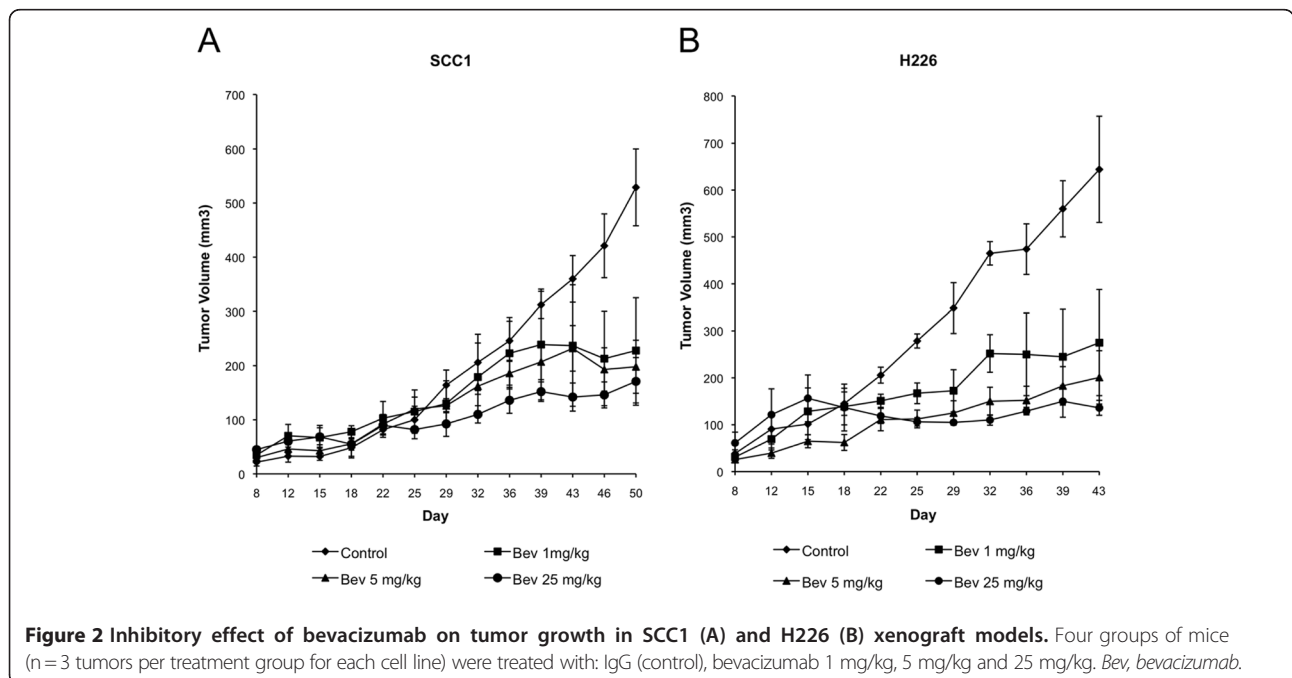 A
SCC1
700
600
500
400
300
200
100
0
Tumor Volume (mm3)
8 12 15 18 22 25 29 32 36 39 43 46 50
Day
Control Bev 1mg/kg
Bev 5 mg/kg Bev 25 mg/kg
B
H226
800
700
600
500
400
300
200
100
0
Tumor Volume (mm3)
8 12 15 18 22 25 29 32 36 39 43
Day
Control Bev 1 mg/kg
Bev 5 mg/kg Bev 25 mg/kg
Figure 2 Inhibitory effect of bevacizumab on tumor growth in SCC1 (A) and H226 (B) xenograft models. Four groups of mice
(n = 3 tumors per treatment group for each cell line) were treated with: IgG (control), bevacizumab 1 mg/kg, 5 mg/kg and 25 mg/kg. Bev, bevacizumab.